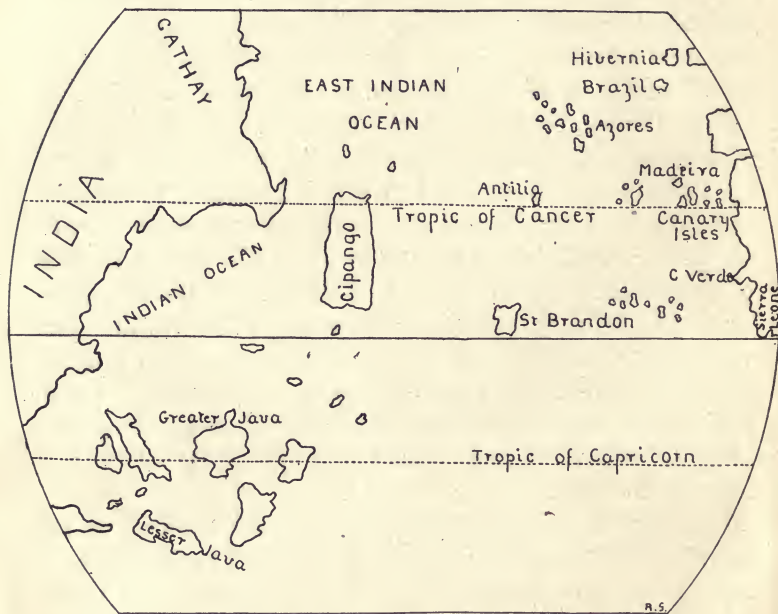 CATHAY
Hibernia
Brazil
EAST INDIAN
OCEAN
Azores
INDIA
Madeira
Antilia
Tropic of Cancer
Canary
Isles
INDIAN OCEAN
Cipango
C Verde
Sierra
Leone
St Brandon
Greater Java
Tropic of Capricorn
Lesser Java
R.S.